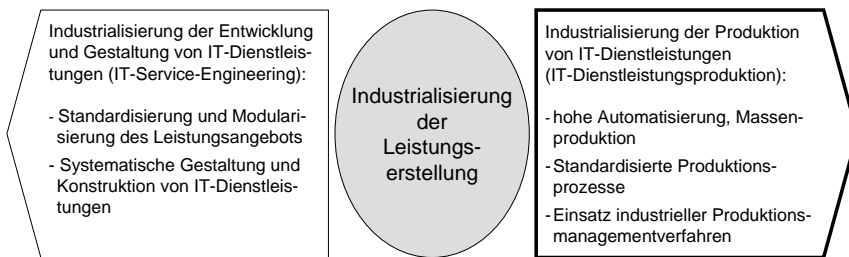 Industrialisierung der Entwicklung
und Gestaltung von IT-Dienstleis-
tungen (IT-Service-Engineering):
- Standardisierung und Modulari-
sierung des Leistungsangebots
- Systematische Gestaltung und
Konstruktion von IT-Dienstleis-
tungen
Industrialisierung
der
Leistungs-
erstellung
Industrialisierung der Produktion
von IT-Dienstleistungen
(IT-Dienstleistungsproduktion):
- hohe Automatisierung, Massen-
produktion
- Standardisierte Produktions-
prozesse
- Einsatz industrieller Produktions-
managementverfahren